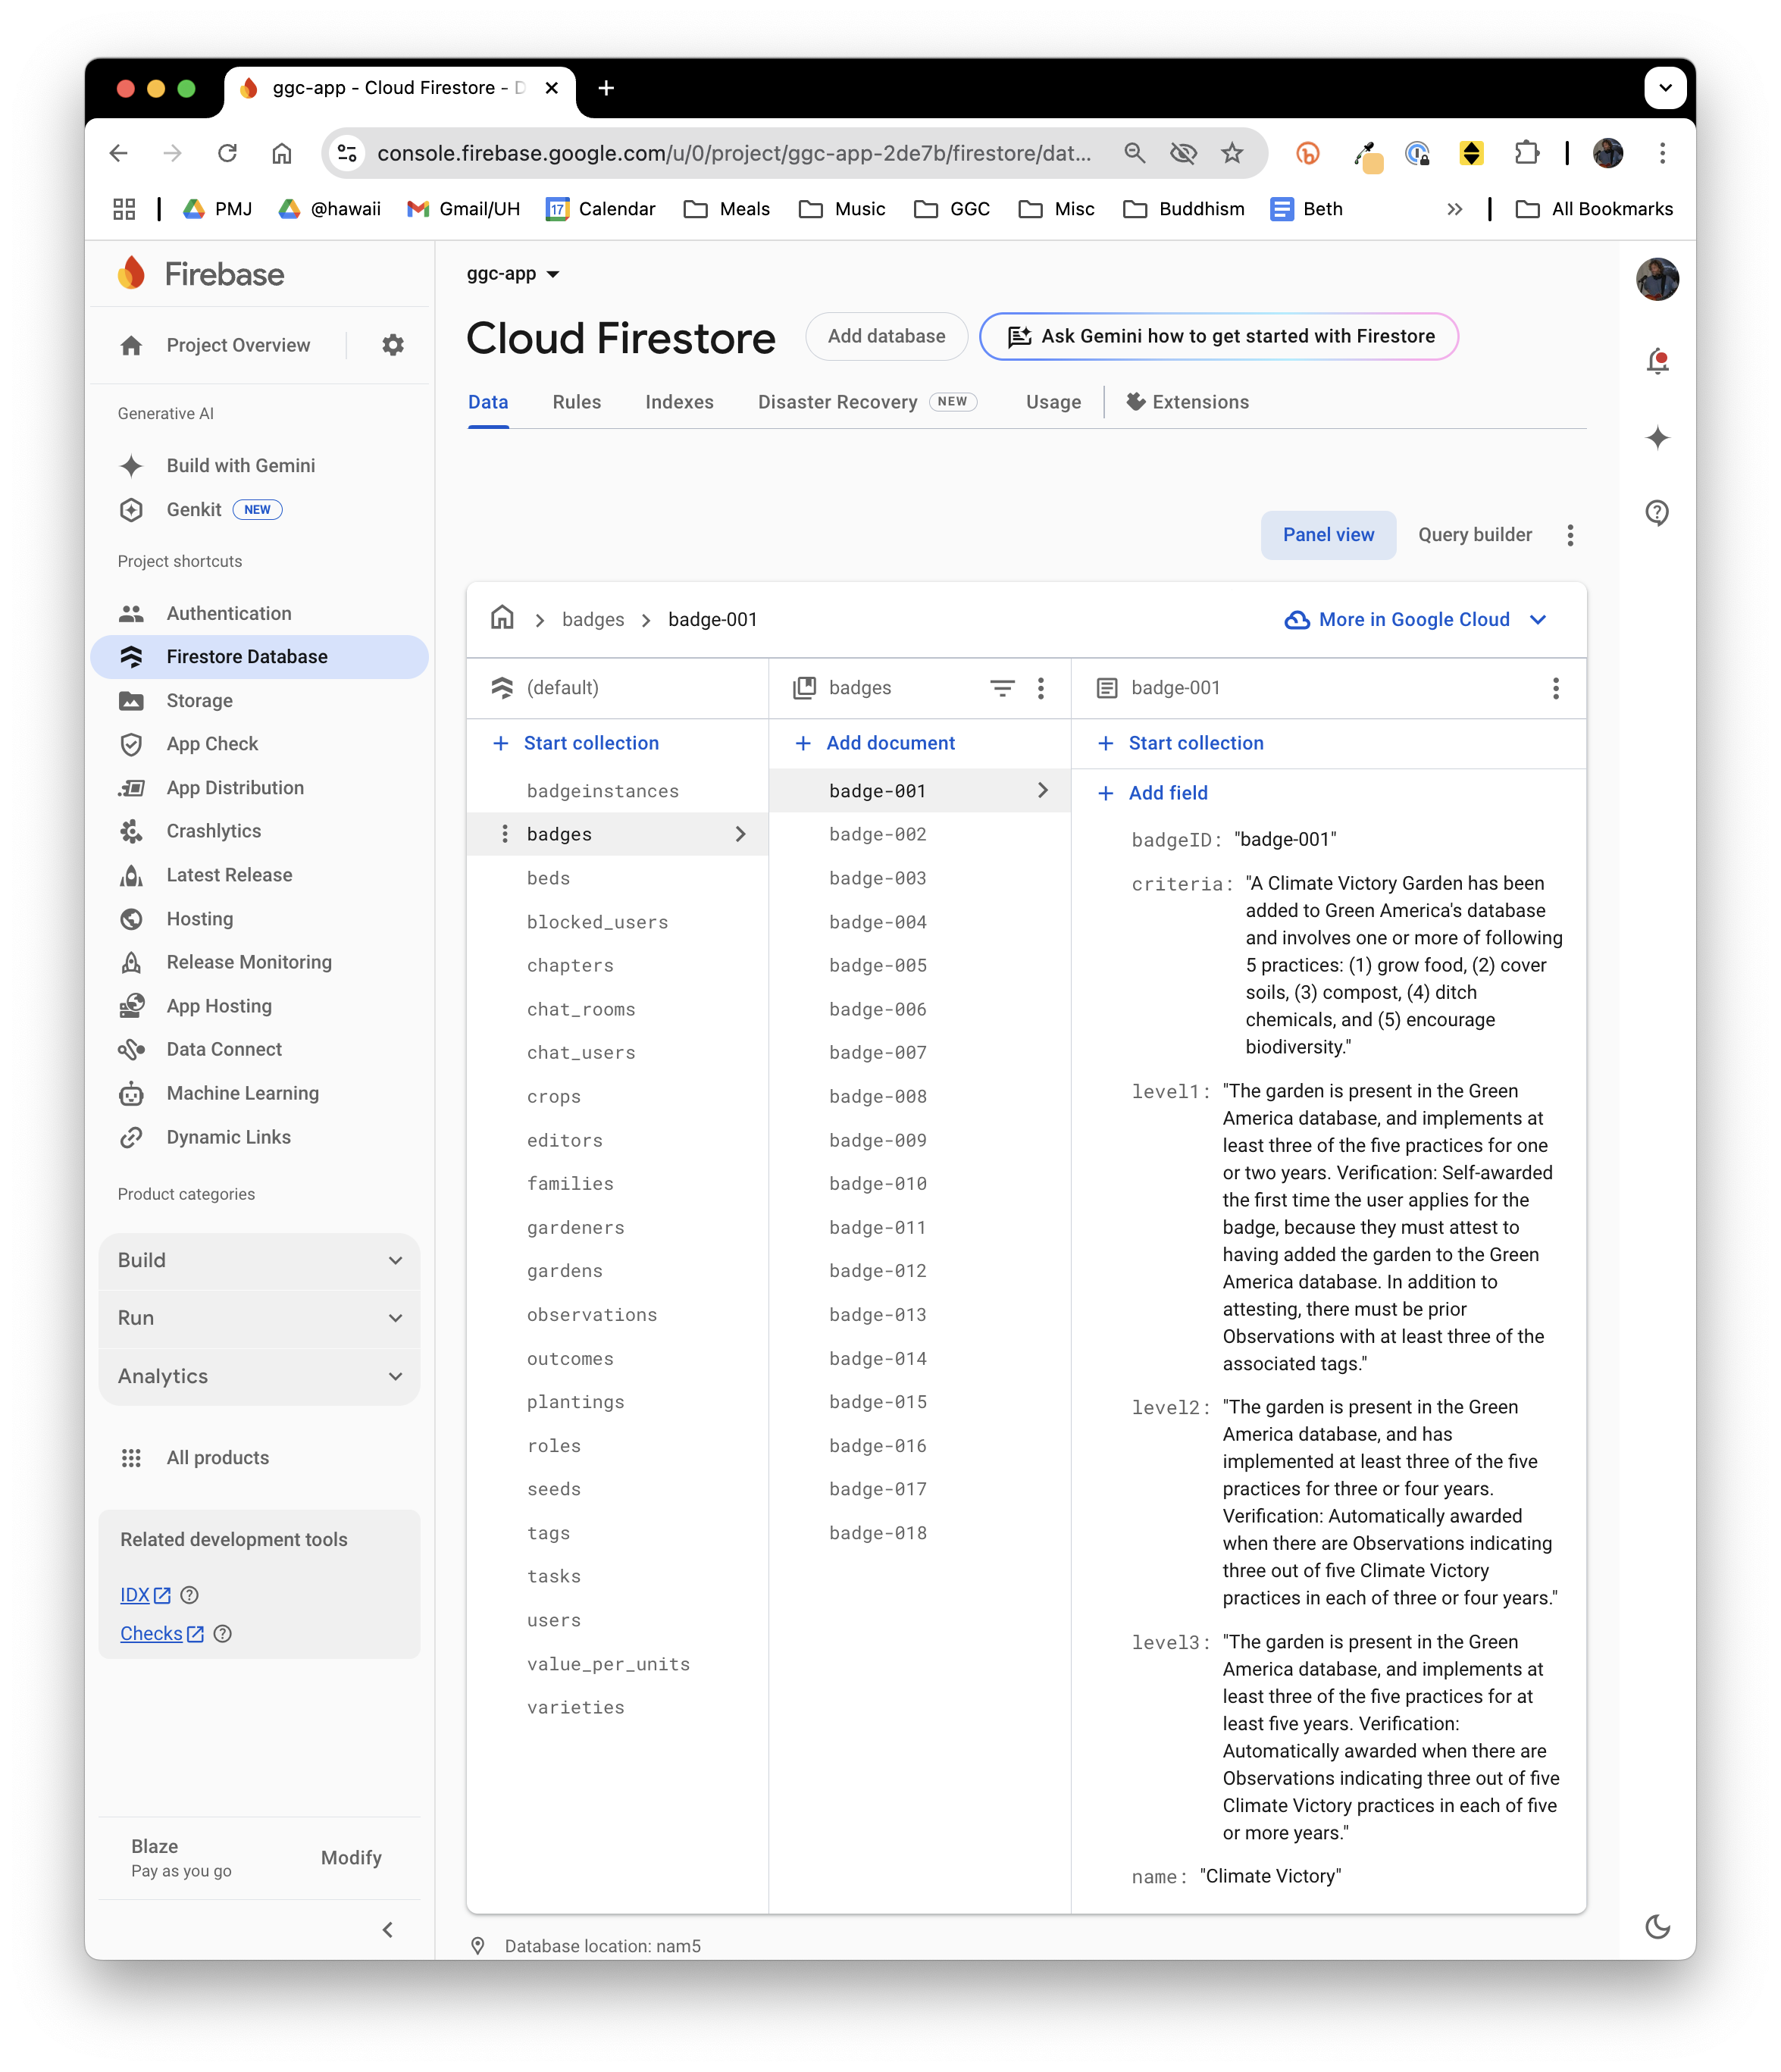 ggc-app - Cloud Firestore - D
console.firebase.google.com/u/0/project/ggc-app-2de7b/firestore/dat...
PMJ
@hawaii
Gmail/UH
17
Calendar
Meals
Music
GGC
Misc
Buddhism
Beth
All Bookmarks
Firebase
Project Overview
Generative AI
Build with Gemini
Genkit NEW
Project shortcuts
Authentication
Firestore Database
Storage
App Check
App Distribution
Crashlytics
Latest Release
Hosting
Release Monitoring
App Hosting
Data Connect
Machine Learning
Dynamic Links
Product categories
Build
Run
Analytics
All products
Related development tools
IDX
Checks
Blaze
Pay as you go
Modify
ggc-app
Cloud Firestore
Add database
Ask Gemini how to get started with Firestore
Data
Rules
Indexes
Disaster Recovery NEW
Usage
Extensions
Panel view
Query builder
badges
badge-001
More in Google Cloud
(default)
Start collection
badgeinstances
badges
beds
blocked_users
chapters
chat_rooms
chat_users
crops
editors
families
gardeners
gardens
observations
outcomes
plantings
roles
seeds
tags
tasks
users
value_per_units
varieties
badges
Add document
badge-001
badge-002
badge-003
badge-004
badge-005
badge-006
badge-007
badge-008
badge-009
badge-010
badge-011
badge-012
badge-013
badge-014
badge-015
badge-016
badge-017
badge-018
badge-001
Start collection
Add field
badgeID: "badge-001"
criteria: "A Climate Victory Garden has been
added to Green America's database
and involves one or more of following
5 practices: (1) grow food, (2) cover
soils, (3) compost, (4) ditch
chemicals, and (5) encourage
biodiversity."
level1: "The garden is present in the Green
America database, and implements at
least three of the five practices for one
or two years. Verification: Self-awarded
the first time the user applies for the
badge, because they must attest to
having added the garden to the Green
America database. In addition to
attesting, there must be prior
Observations with at least three of the
associated tags."
level2: "The garden is present in the Green
America database, and has
implemented at least three of the five
practices for three or four years.
Verification: Automatically awarded
when there are Observations indicating
three out of five Climate Victory
practices in each of three or four years."
level3: "The garden is present in the Green
America database, and implements at
least three of the five practices for at
least five years. Verification:
Automatically awarded when there are
Observations indicating three out of five
Climate Victory practices in each of five
or more years."
name: "Climate Victory"
Database location: nam5